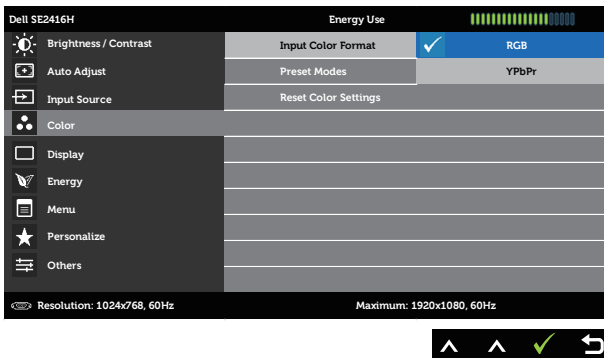 Dell SE2416H Energy Use
Brightness / Contrast Input Color Format RGB
Auto Adjust Preset Modes YPbPr
Input Source Reset Color Settings
Color
Display
Energy
Menu
Personalize
Others
Resolution: 1024x768, 60Hz Maximum: 1920x1080, 60Hz